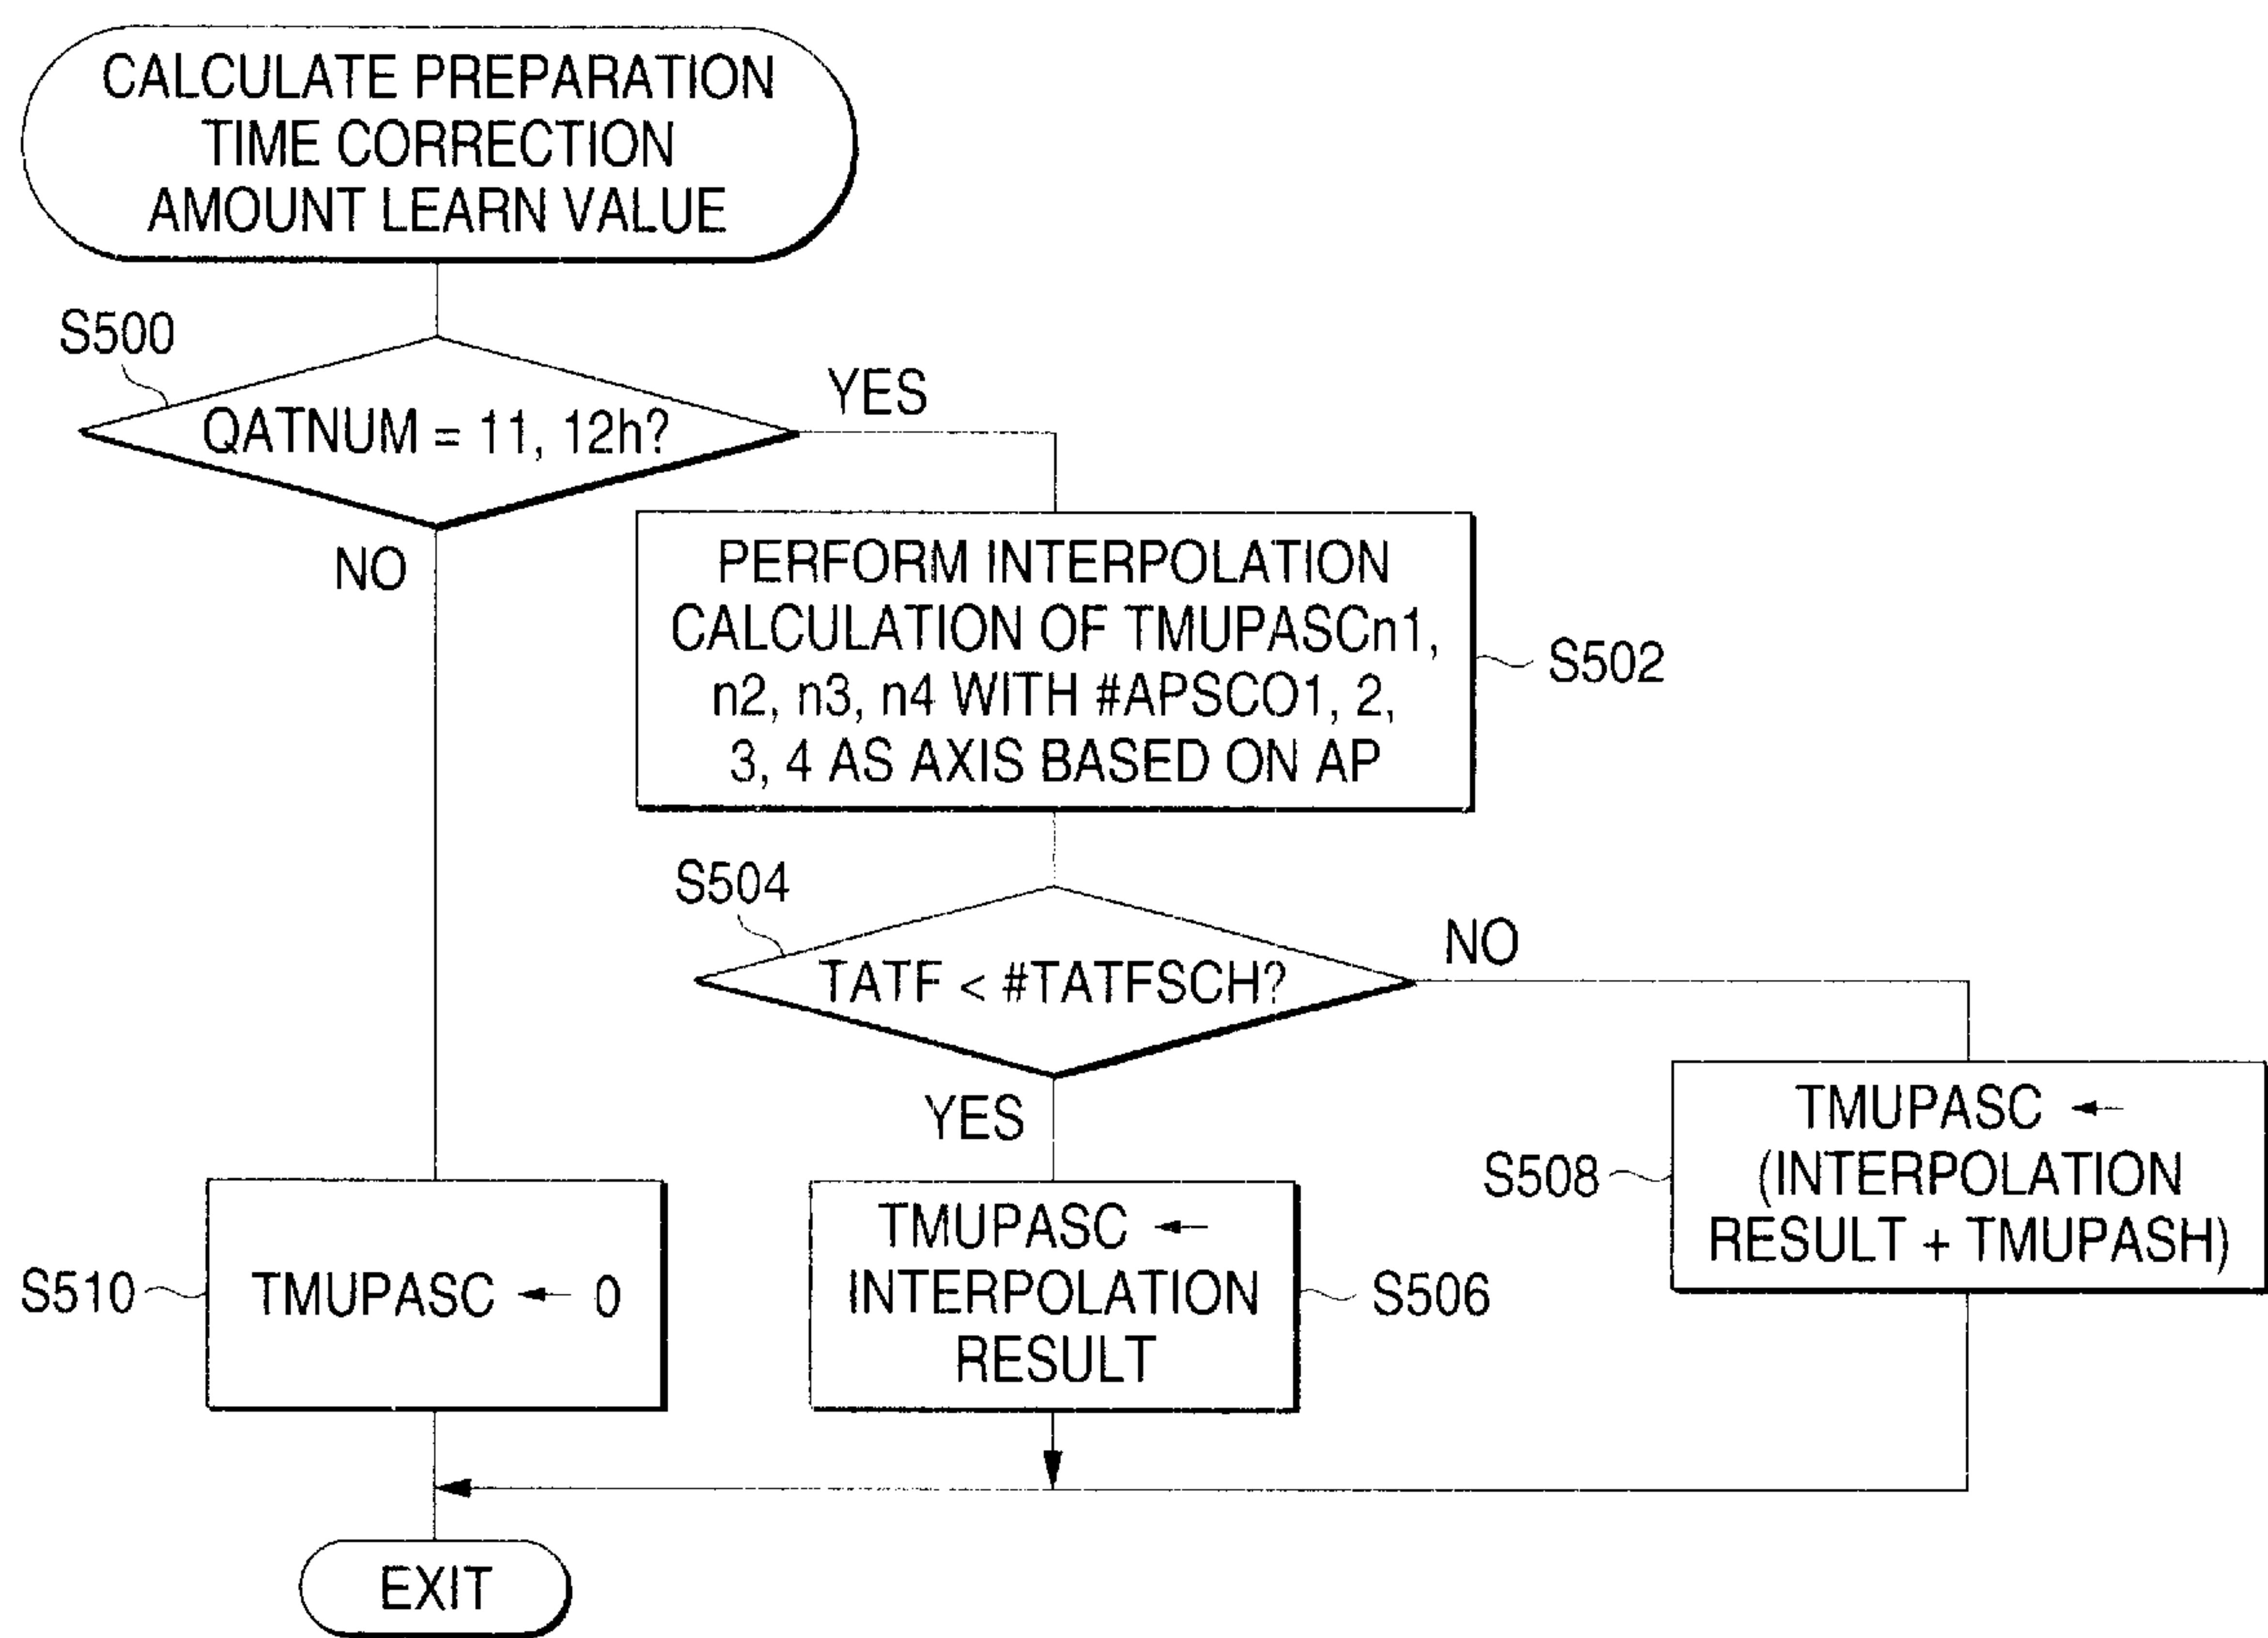 CALCULATE PREPARATION
TIME CORRECTION
AMOUNT LEARN VALUE
S500
QATNUM = 11, 12h?
YES
NO
PERFORM INTERPOLATION
CALCULATION OF TMUPASCn1,
n2, n3, n4 WITH #APSCO1, 2,
3, 4 AS AXIS BASED ON AP
S502
S504
TATF < #TATFSCH?
NO
YES
S510
TMUPASC ← 0
TMUPASC ←
INTERPOLATION
RESULT
S506
S508
TMUPASC ←
(INTERPOLATION
RESULT + TMUPASH)
EXIT